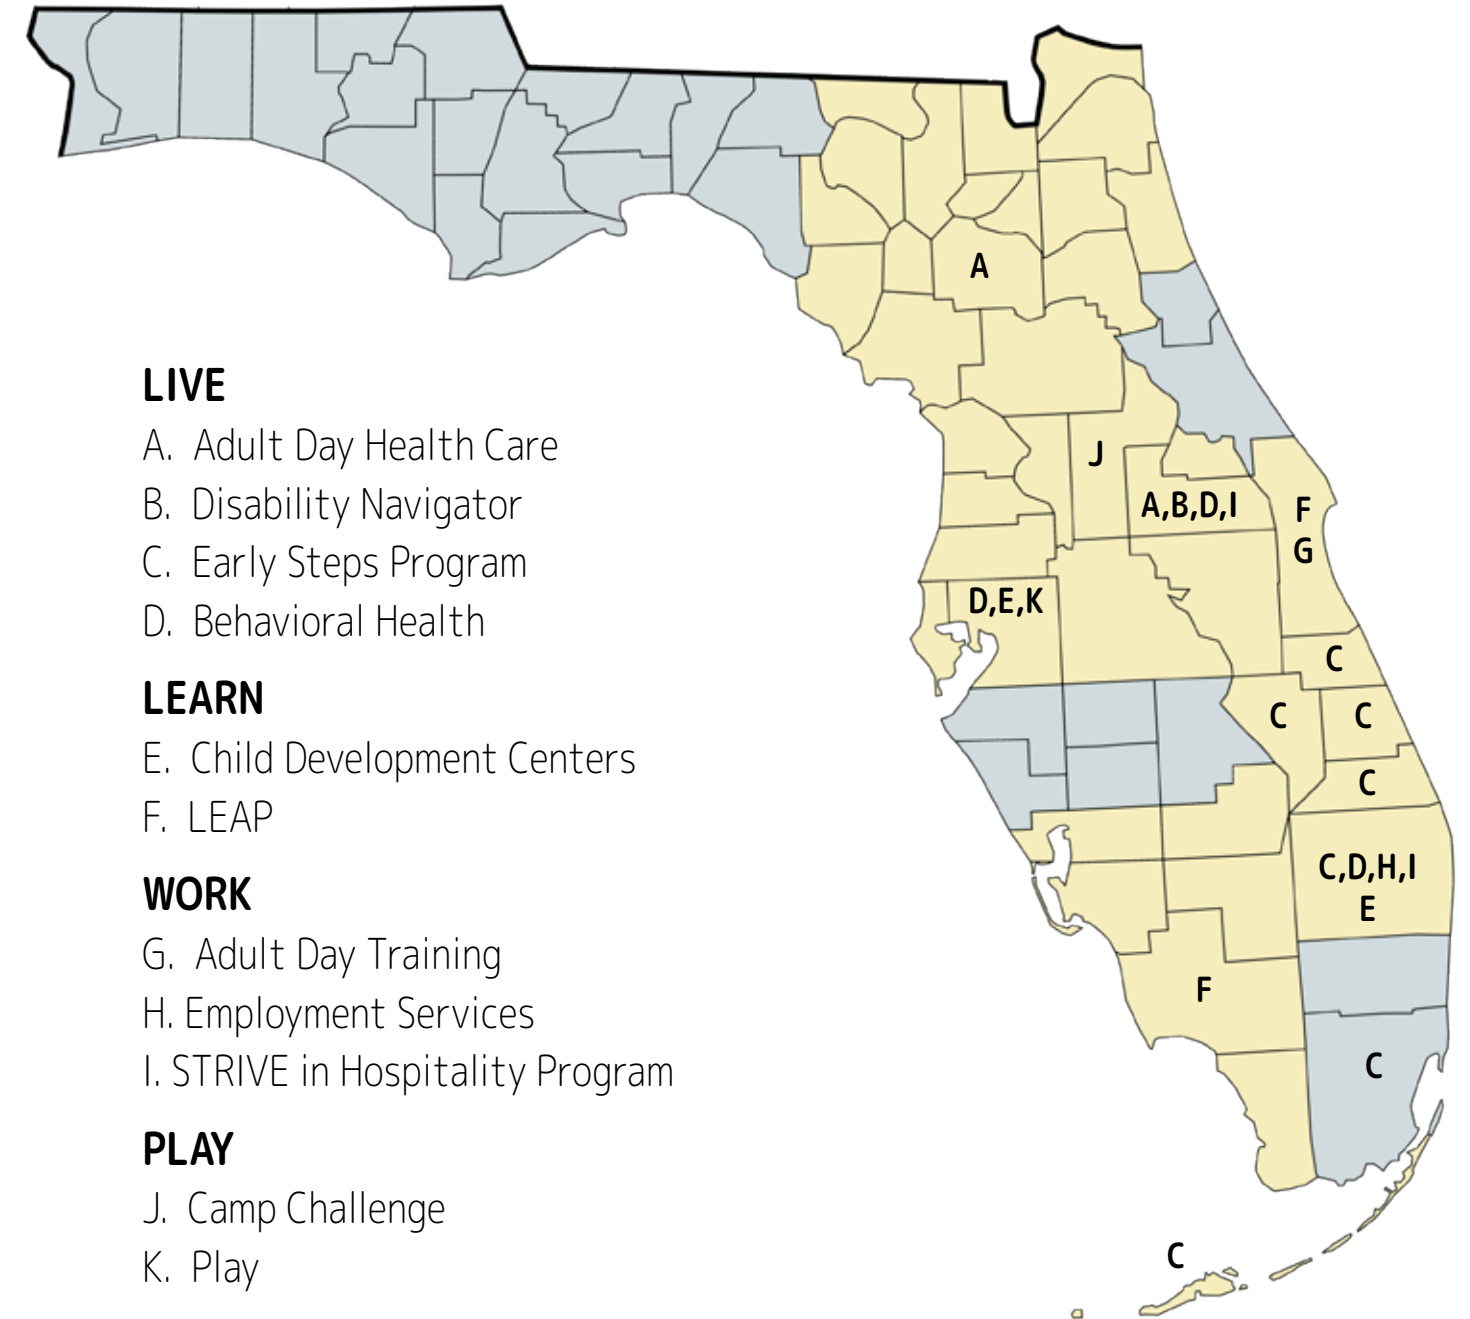 LIVE
A. Adult Day Health Care
B. Disability Navigator
C. Early Steps Program
D. Behavioral Health
LEARN
E. Child Development Centers
F. LEAP
WORK
G. Adult Day Training
H. Employment Services
I. STRIVE in Hospitality Program
PLAY
J. Camp Challenge
K. Play
A
J
A,B,D,I
F
G
D,E,K
C
C
C
C
C,D,H,I
E
F
C
C